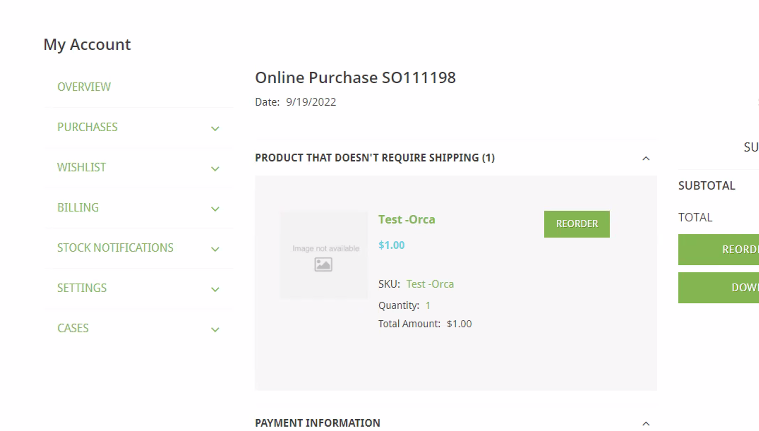 My Account
OVERVIEW
PURCHASES
WISHLIST
BILLING
STOCK NOTIFICATIONS
SETTINGS
CASES
Online Purchase SO111198
Date: 9/19/2022
PRODUCT THAT DOESN'T REQUIRE SHIPPING (1)
Image not available
Test -Orca
$1.00
SKU: Test -Orca
Quantity: 1
Total Amount: $1.00
REORDER
PAYMENT INFORMATION
SU
SUBTOTAL
TOTAL
REORD
DOW